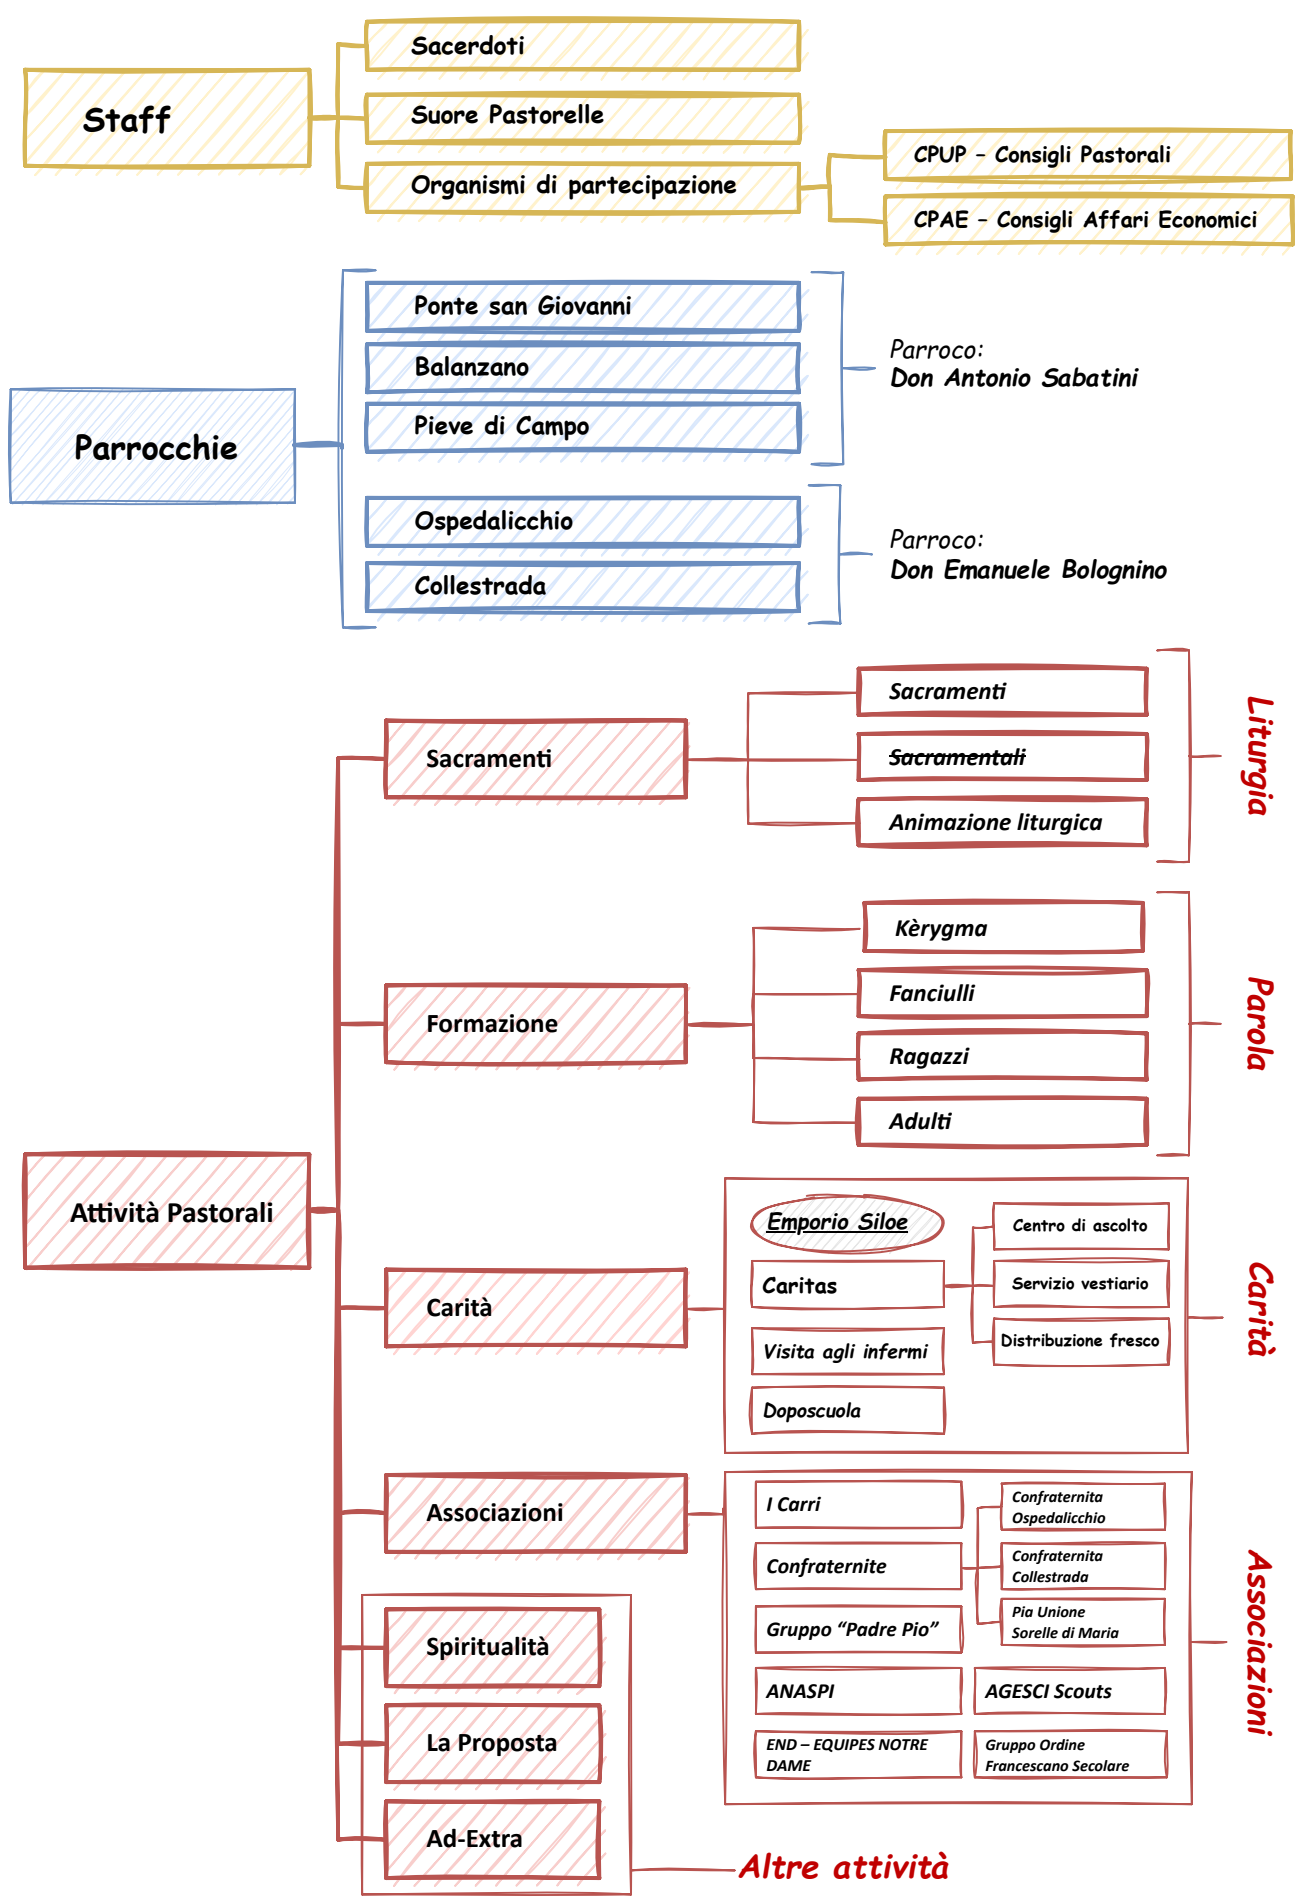 Staff
Sacerdoti
Suore Pastorelle
Organismi di partecipazione
CPUP – Consigli Pastorali
CPAE – Consigli Affari Economici
Parrocchie
Ponte san Giovanni
Balanzano
Pieve di Campo
Parroco:
Don Antonio Sabatini
Ospedalicchio
Collestrada
Parroco:
Don Emanuele Bolognino
Attività Pastorali
Sacramenti
Sacramenti
Sacramentali
Animazione liturgica
Liturgia
Formazione
Kèrygma
Fanciulli
Ragazzi
Adulti
Parola
Carità
Emporio Siloe
Caritas
Centro di ascolto
Servizio vestiario
Distribuzione fresco
Visita agli infermi
Doposcuola
Carità
Associazioni
I Carri
Confraternite
Confraternita
Ospedalicchio
Confraternita
Collestrada
Pia Unione
Sorelle di Maria
Gruppo “Padre Pio”
ANASPI
AGESCI Scouts
END – EQUIPES NOTRE
DAME
Gruppo Ordine
Francescano Secolare
Associazioni
Spiritualità
La Proposta
Ad-Extra
Altre attività